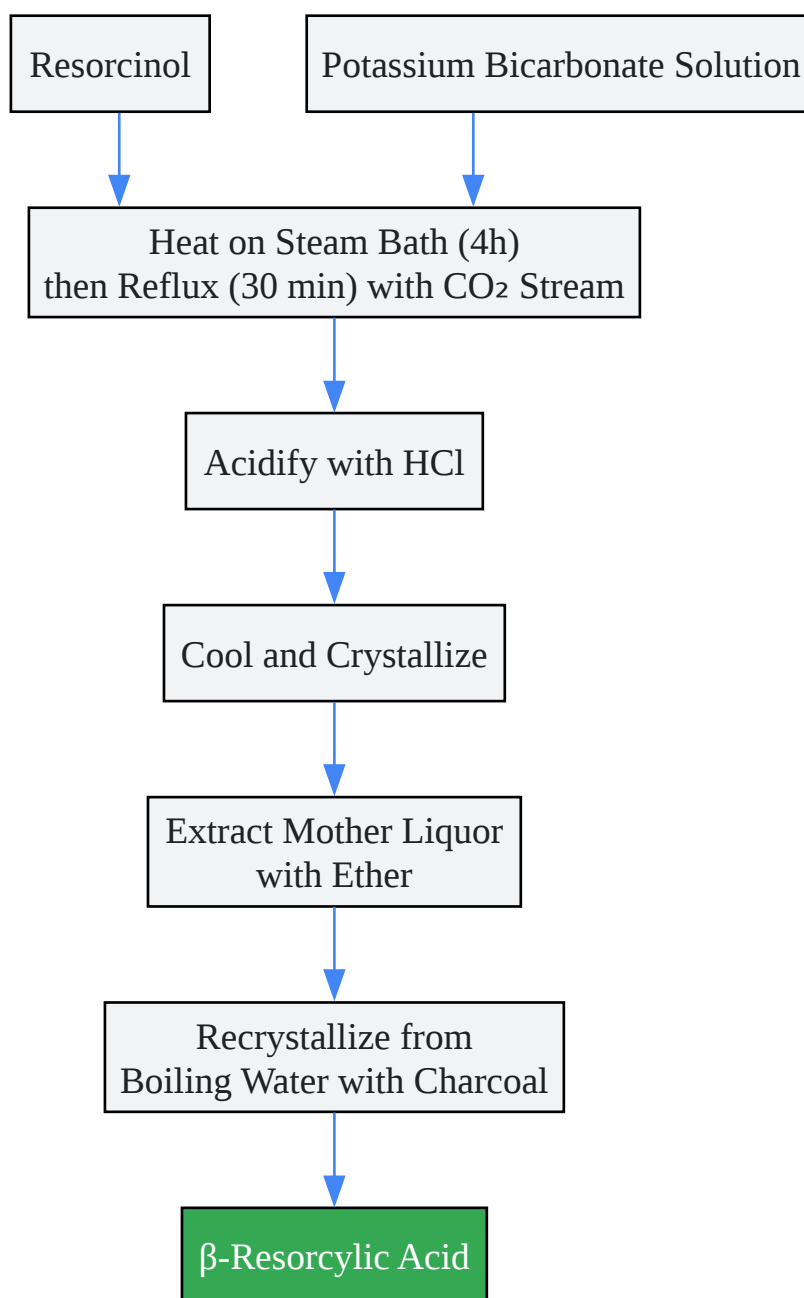 Resorcinol
Potassium Bicarbonate Solution
Heat on Steam Bath (4h)
then Reflux (30 min) with CO₂ Stream
Acidify with HCl
Cool and Crystallize
Extract Mother Liquor
with Ether
Recrystallize from
Boiling Water with Charcoal
β-Resorcylic Acid